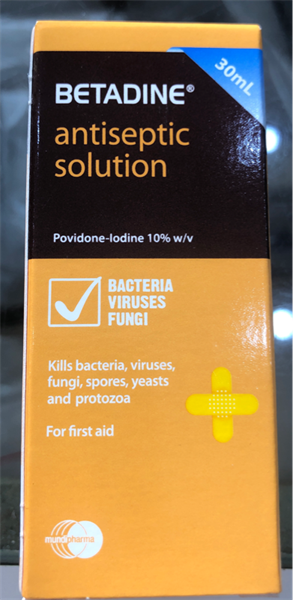 30mL
BETADINE®
antiseptic
solution
Povidone-Iodine 10% w/v
BACTERIA
VIRUSES
FUNGI
Kills bacteria, viruses,
fungi, spores, yeasts
and protozoa
For first aid
mundipharma